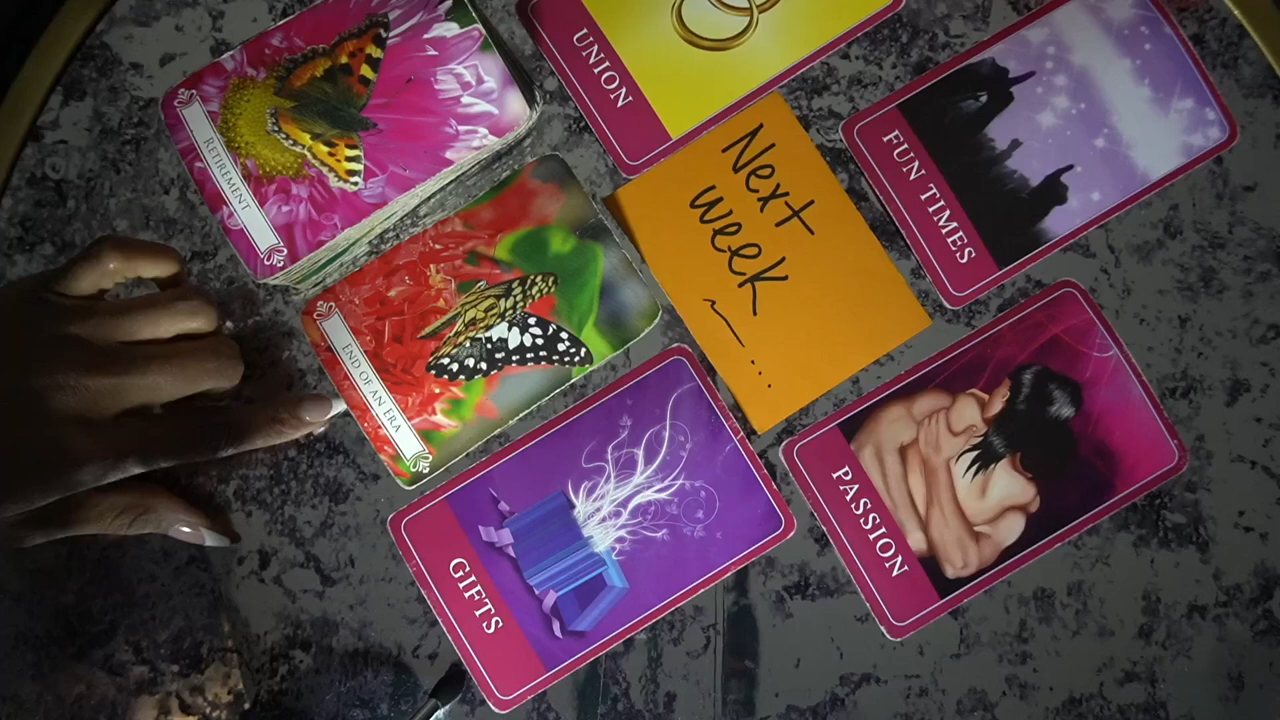 UNION
FUN TIMES
RETIREMENT
Next
week
~...
END OF AN ERA
GIFTS
PASSION